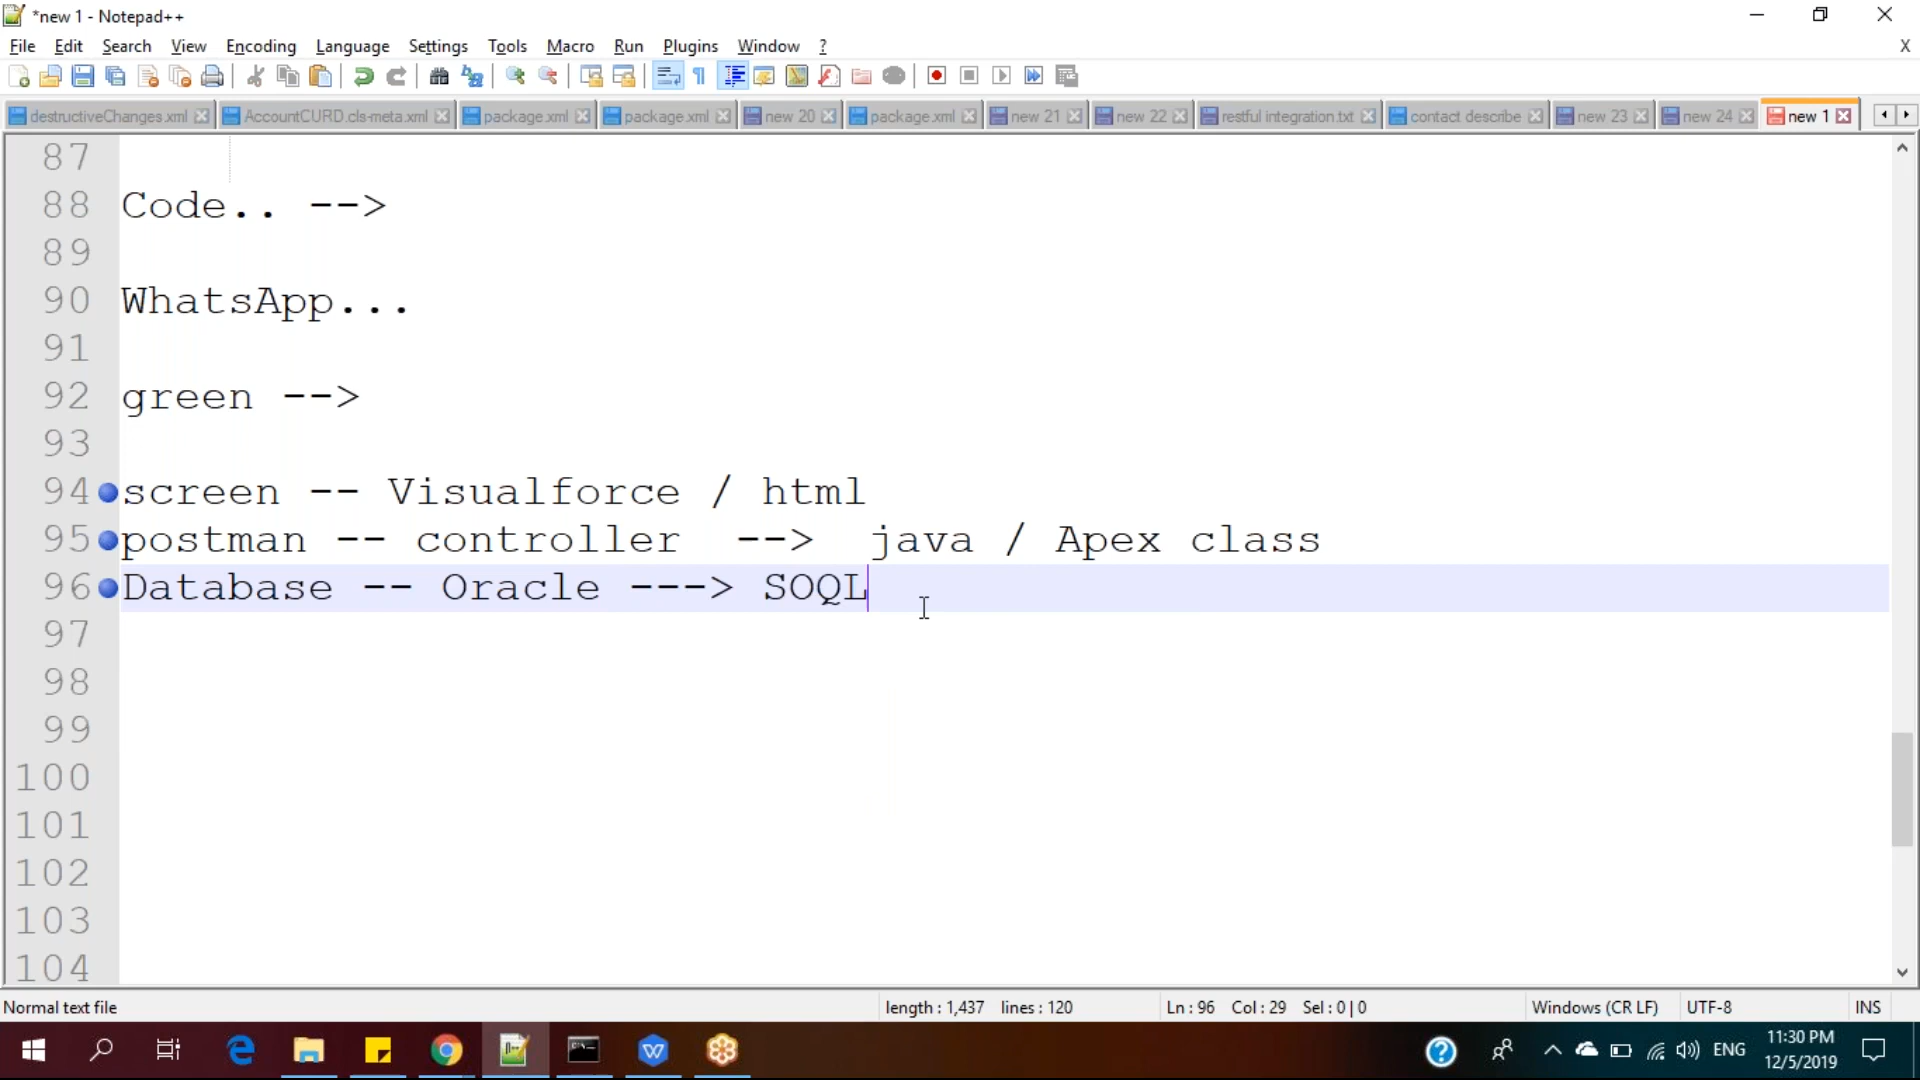 *new 1 - Notepad++
File Edit Search View Encoding Language Settings Tools Macro Run Plugins Window ? X
destructiveChanges.xml AccountCURD.cls-meta.xml package.xml package.xml new 20 package.xml new 21 new 22 restful integration.txt contact describe new 23 new 24 new 1
87
88 Code.. -->
89
90 WhatsApp...
91
92 green -->
93
94 screen -- Visualforce / html
95 postman -- controller --> java / Apex class
96 Database -- Oracle ---> SOQL
97
98
99
100
101
102
103
104
Normal text file length : 1,437 lines : 120 Ln : 96 Col : 29 Sel : 0 | 0 Windows (CR LF) UTF-8 INS
ENG 11:30 PM
12/5/2019